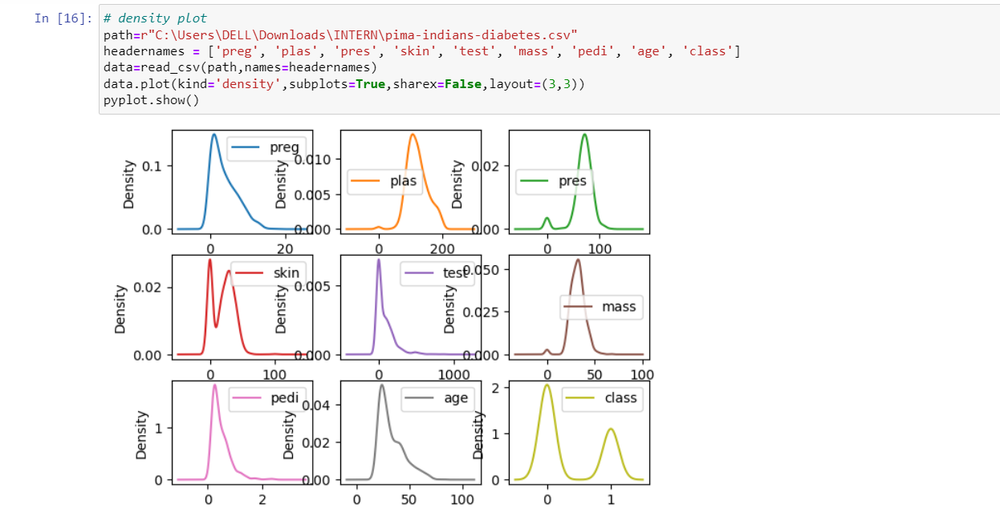 In [16]: # density plot
path=r"C:\Users\DELL\Downloads\INTERN\pima-indians-diabetes.csv"
headernames = ['preg', 'plas', 'pres', 'skin', 'test', 'mass', 'pedi', 'age', 'class']
data=read_csv(path,names=headernames)
data.plot(kind='density',subplots=True,sharex=False,layout=(3,3))
pyplot.show()
Density
0.1
0.0
0
20
preg
Density
0.010
0.005
0.000
0
200
plas
Density
0.02
0.00
0
100
pres
Density
0.02
0.00
0
100
skin
Density
0.005
0.000
0
1000
test
Density
0.050
0.025
0.000
0
50
100
mass
Density
1
0
0
2
pedi
Density
0.04
0.02
0.00
0
50
100
age
Density
2
1
0
0
1
class